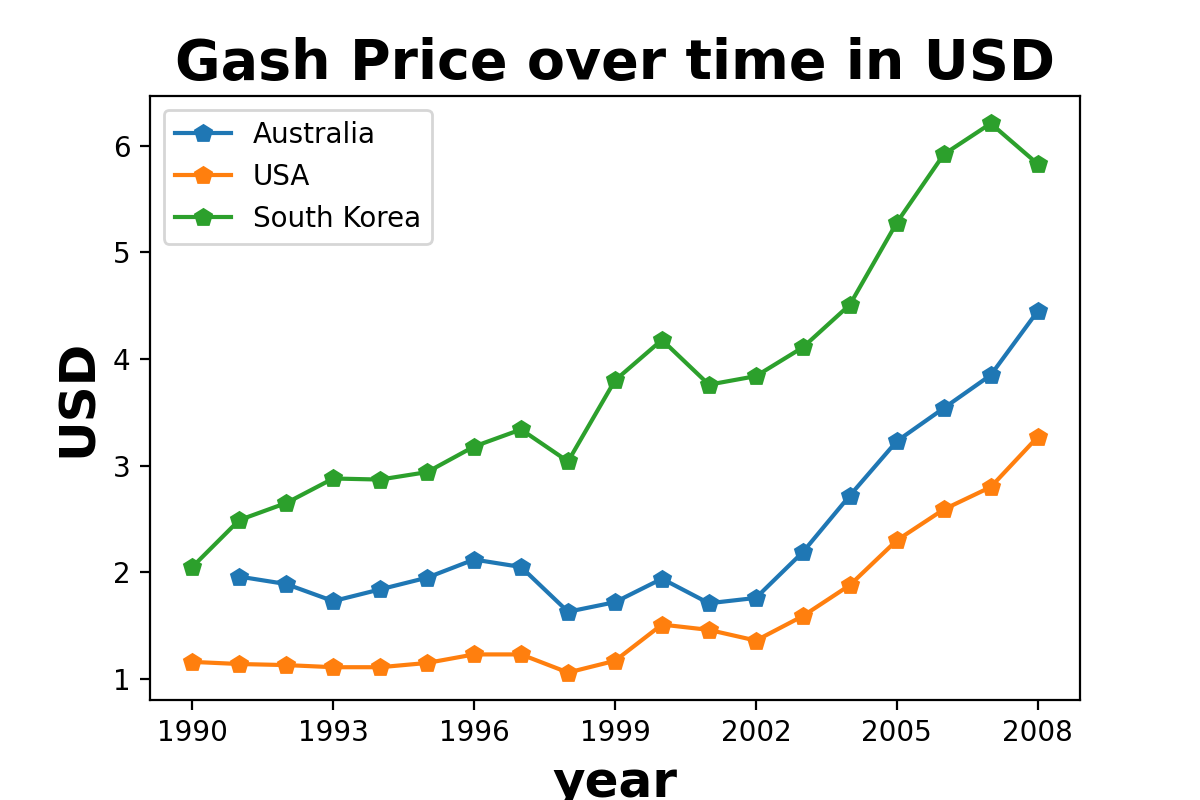 Gash Price over time in USD
Australia
USA
South Korea
6
5
4
3
2
1
USD
1990 1993 1996 1999 2002 2005 2008
year